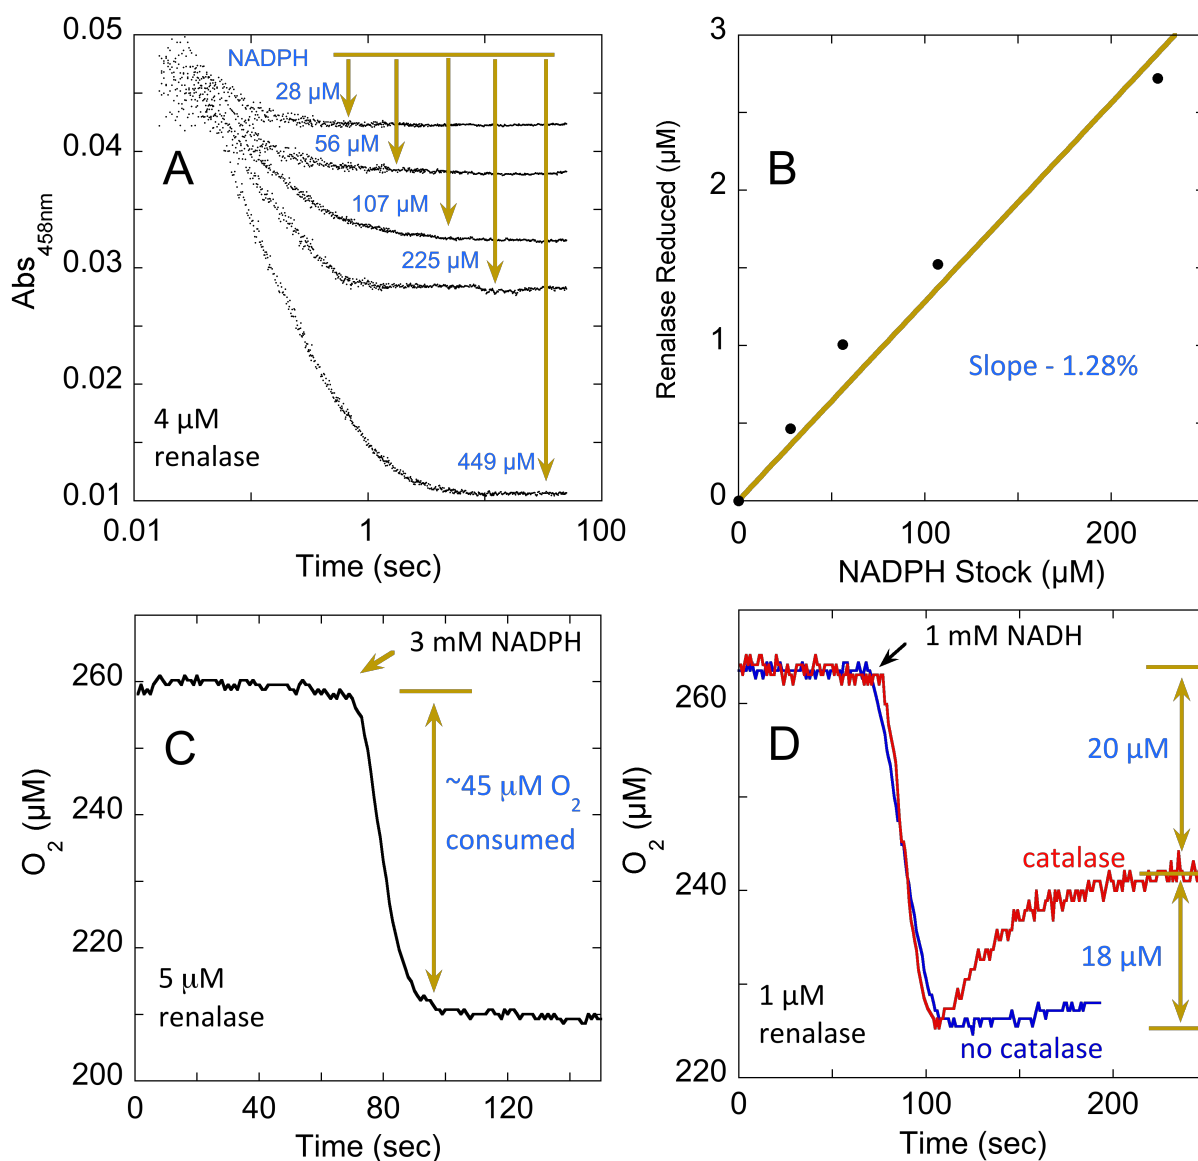 0.05
0.04
0.03
0.02
0.01
Abs458nm
NADPH
28 µM
56 µM
107 µM
225 µM
449 µM
A
4 µM
renalase
0.01
1
100
Time (sec)
3
2
1
0
Renalase Reduced (µM)
B
Slope - 1.28%
0
100
200
NADPH Stock (µM)
260
240
220
200
O2 (µM)
3 mM NADPH
C
~45 µM O2
consumed
5 µM
renalase
0
40
80
120
Time (sec)
260
240
220
O2 (µM)
1 mM NADH
D
20 µM
catalase
18 µM
1 µM
renalase
no catalase
0
100
200
Time (sec)